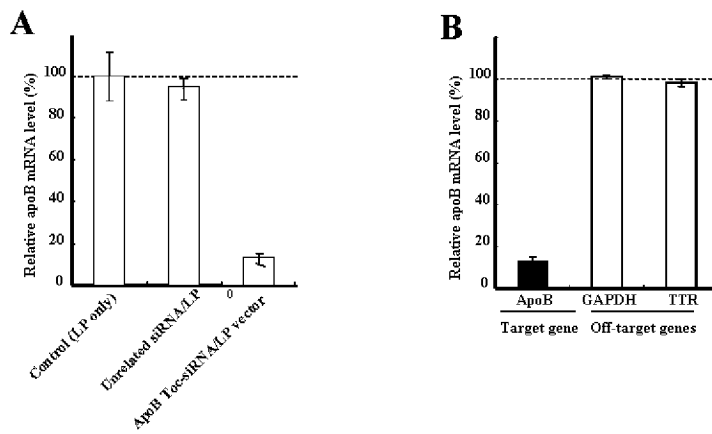 A
Relative apoB mRNA level (%)
100
80
60
40
20
0
0
Control (LP only)
Unrelated siRNA/LP
ApoB Toc-siRNA/LP vector
B
Relative apoB mRNA level (%)
100
80
60
40
20
0
ApoB GAPDH TTR
Target gene Off-target genes